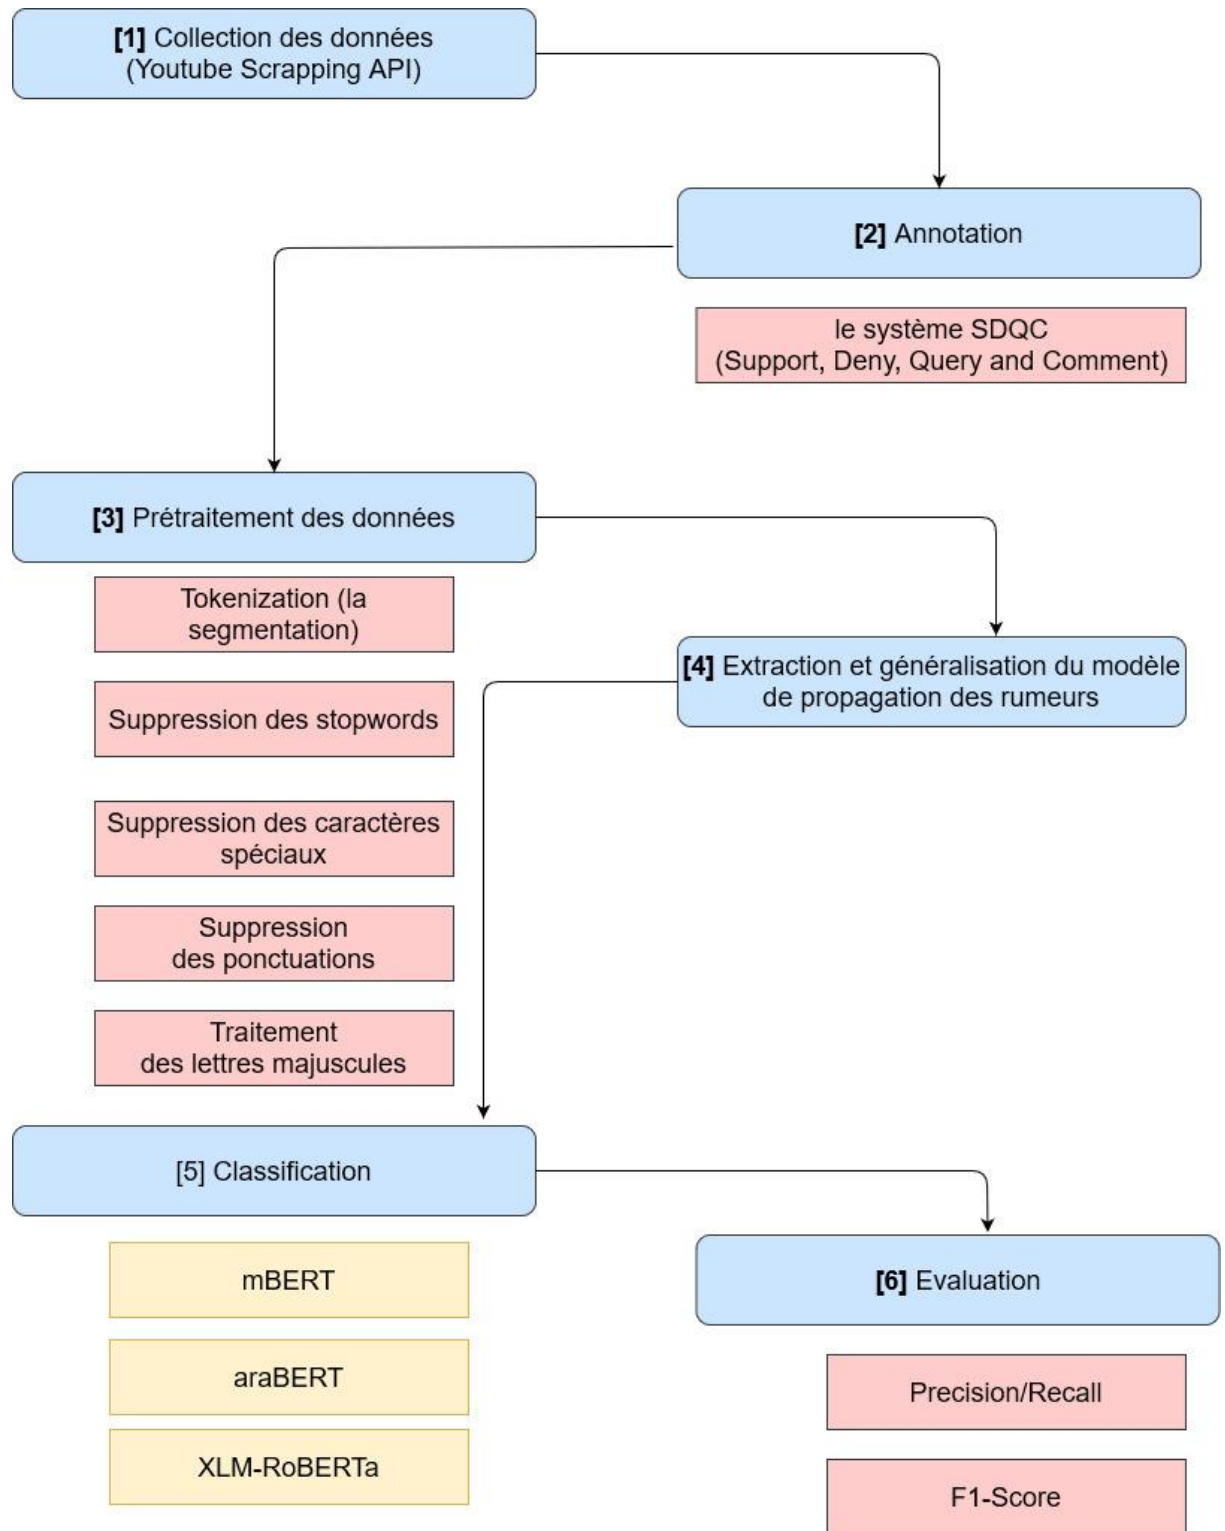 [1] Collection des données
(Youtube Scrapping API)
[2] Annotation
le système SDQC
(Support, Deny, Query and Comment)
[3] Prétraitement des données
Tokenization (la
segmentation)
Suppression des stopwords
Suppression des caractères
spéciaux
Suppression
des ponctuations
Traitement
des lettres majuscules
[4] Extraction et généralisation du modèle
de propagation des rumeurs
[5] Classification
mBERT
araBERT
XLM-RoBERTa
[6] Evaluation
Precision/Recall
F1-Score